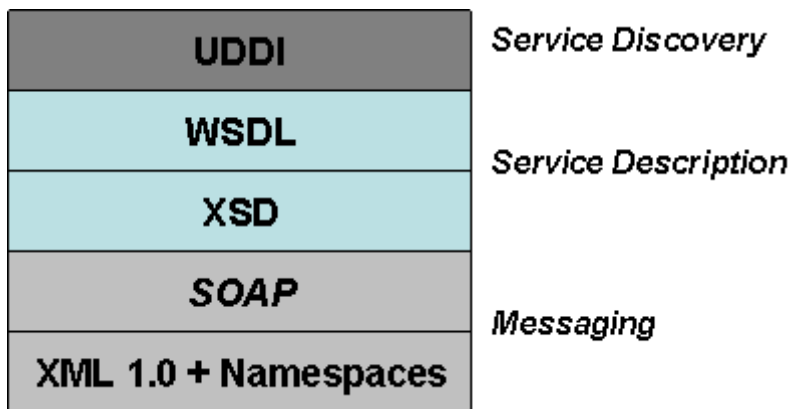 UDDI
Service Discovery
WSDL
Service Description
XSD
SOAP
Messaging
XML 1.0 + Namespaces